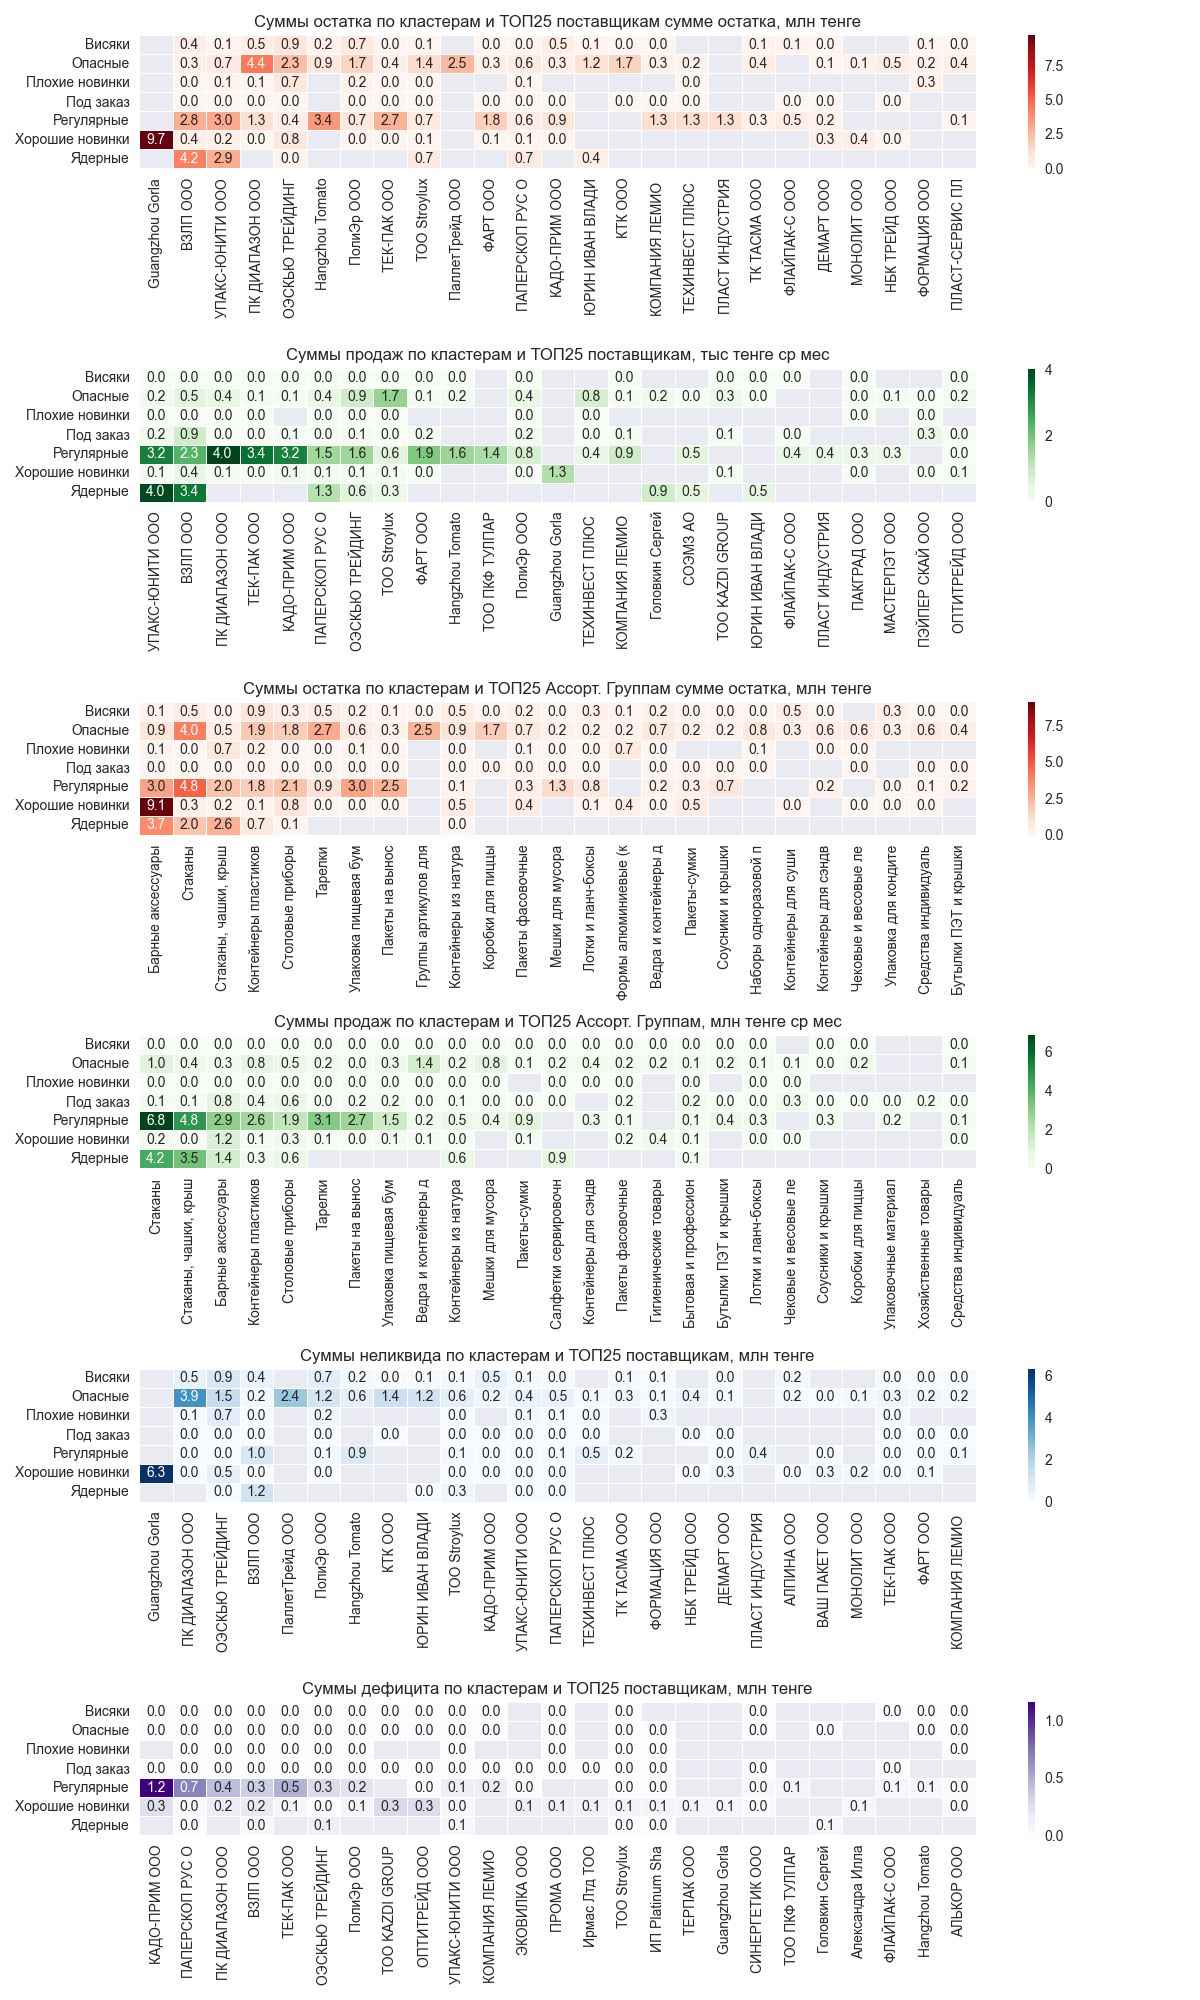 Суммы остатка по кластерам и ТОП25 поставщикам сумме остатка, млн тенге
Висяки 0.4 0.1 0.5 0.9 0.2 0.7 0.0 0.1 0.0 0.0 0.5 0.1 0.0 0.0 0.1 0.1 0.0 0.1 0.0
Опасные 0.3 0.7 4.4 2.3 0.9 1.7 0.4 1.4 2.5 0.3 0.6 0.3 1.2 1.7 0.3 0.2 0.4 0.1 0.1 0.5 0.2 0.4
Плохие новинки 0.0 0.1 0.1 0.7 0.2 0.0 0.0 0.1 0.0 0.3
Под заказ 0.0 0.0 0.0 0.0 0.0 0.0 0.0 0.0 0.0 0.0 0.0 0.0 0.0 0.0 0.0 0.0 0.0
Регулярные 2.8 3.0 1.3 0.4 3.4 0.7 2.7 0.7 1.8 0.6 0.9 1.3 1.3 1.3 0.3 0.5 0.2 0.1
Хорошие новинки 9.7 0.4 0.2 0.0 0.8 0.0 0.0 0.1 0.1 0.1 0.0 0.3 0.4 0.0
Ядерные 4.2 2.9 0.0 0.7 0.7 0.4
7.5
5.0
2.5
0.0
Guangzhou Gorla
ВЗЛП ООО
УПАКС-ЮНИТИ ООО
ПК ДИАПАЗОН ООО
ОЭСКЬЮ ТРЕЙДИНГ
Hangzhou Tomato
ПолиЭр ООО
ТЕК-ПАК ООО
ТОО Stroylux
ПаллетТрейд ООО
ФАРТ ООО
ПАПЕРСКОП РУС О
КАДО-ПРИМ ООО
ЮРИН ИВАН ВЛАДИ
КТК ООО
КОМПАНИЯ ЛЕМИО
ТЕХИНВЕСТ ПЛЮС
ПЛАСТ ИНДУСТРИЯ
ТК ТАСМА ООО
ФЛАЙПАК-С ООО
ДЕМАРТ ООО
МОНОЛИТ ООО
НБК ТРЕЙД ООО
ФОРМАЦИЯ ООО
ПЛАСТ-СЕРВИС ПЛ
Суммы продаж по кластерам и ТОП25 поставщикам, тыс тенге ср мес
Висяки 0.0 0.0 0.0 0.0 0.0 0.0 0.0 0.0 0.0 0.0 0.0 0.0 0.0 0.0 0.0 0.0 0.0
Опасные 0.2 0.5 0.4 0.1 0.1 0.4 0.9 1.7 0.1 0.2 0.4 0.8 0.1 0.2 0.0 0.3 0.0 0.0 0.1 0.0 0.2
Плохие новинки 0.0 0.0 0.0 0.0 0.0 0.0 0.0 0.0 0.0 0.0 0.0
Под заказ 0.2 0.9 0.0 0.0 0.1 0.0 0.1 0.0 0.2 0.2 0.0 0.1 0.1 0.0 0.3 0.0
Регулярные 3.2 2.3 4.0 3.4 3.2 1.5 1.6 0.6 1.9 1.6 1.4 0.8 0.4 0.9 0.5 0.4 0.4 0.3 0.3 0.0
Хорошие новинки 0.1 0.4 0.1 0.0 0.1 0.1 0.1 0.1 0.0 0.0 1.3 0.1 0.0 0.0 0.1
Ядерные 4.0 3.4 1.3 0.6 0.3 0.9 0.5 0.5
4
2
0
УПАКС-ЮНИТИ ООО
ВЗЛП ООО
ПК ДИАПАЗОН ООО
ТЕК-ПАК ООО
КАДО-ПРИМ ООО
ПАПЕРСКОП РУС О
ОЭСКЬЮ ТРЕЙДИНГ
ТОО Stroylux
ФАРТ ООО
Hangzhou Tomato
ТОО ПКФ ТУЛПАР
ПолиЭр ООО
Guangzhou Gorla
ТЕХИНВЕСТ ПЛЮС
КОМПАНИЯ ЛЕМИО
Головкин Сергей
СОЭМЗ АО
ТОО KAZDI GROUP
ЮРИН ИВАН ВЛАДИ
ФЛАЙПАК-С ООО
ПЛАСТ ИНДУСТРИЯ
ПАКГРАД ООО
МАСТЕРПЭТ ООО
ПЭЙПЕР СКАЙ ООО
ОПТИТРЕЙД ООО
Суммы остатка по кластерам и ТОП25 Ассорт. Группам сумме остатка, млн тенге
Висяки 0.1 0.5 0.0 0.9 0.3 0.5 0.2 0.1 0.0 0.5 0.0 0.2 0.0 0.3 0.1 0.2 0.0 0.0 0.0 0.5 0.0 0.3 0.0 0.0
Опасные 0.9 4.0 0.5 1.9 1.8 2.7 0.6 0.3 2.5 0.9 1.7 0.7 0.2 0.2 0.2 0.7 0.2 0.2 0.8 0.3 0.6 0.6 0.3 0.6 0.4
Плохие новинки 0.1 0.0 0.7 0.2 0.0 0.0 0.1 0.0 0.0 0.1 0.0 0.0 0.7 0.0 0.1 0.0 0.0
Под заказ 0.0 0.0 0.0 0.0 0.0 0.0 0.0 0.0 0.0 0.0 0.0 0.0 0.0 0.0 0.0 0.0 0.0 0.0 0.0 0.0
Регулярные 3.0 4.8 2.0 1.8 2.1 0.9 3.0 2.5 0.1 0.3 1.3 0.8 0.2 0.3 0.7 0.2 0.0 0.1 0.2
Хорошие новинки 9.1 0.3 0.2 0.1 0.8 0.0 0.0 0.0 0.5 0.4 0.1 0.4 0.0 0.5 0.0 0.0 0.0 0.0
Ядерные 3.7 2.0 2.6 0.7 0.1 0.0
7.5
5.0
2.5
0.0
Барные аксессуары
Стаканы
Стаканы, чашки, крыш
Контейнеры пластиков
Столовые приборы
Тарелки
Упаковка пищевая бум
Пакеты на вынос
Группы артикулов для
Контейнеры из натура
Коробки для пиццы
Пакеты фасовочные
Мешки для мусора
Лотки и ланч-боксы
Формы алюминиевые (к
Ведра и контейнеры д
Пакеты-сумки
Соусники и крышки
Наборы одноразовой п
Контейнеры для суши
Контейнеры для сэндв
Чековые и весовые ле
Упаковка для кондите
Средства индивидуаль
Бутылки ПЭТ и крышки
Суммы продаж по кластерам и ТОП25 Ассорт. Группам, млн тенге ср мес
Висяки 0.0 0.0 0.0 0.0 0.0 0.0 0.0 0.0 0.0 0.0 0.0 0.0 0.0 0.0 0.0 0.0 0.0 0.0 0.0 0.0 0.0 0.0
Опасные 1.0 0.4 0.3 0.8 0.5 0.2 0.0 0.3 1.4 0.2 0.8 0.1 0.2 0.4 0.2 0.2 0.1 0.2 0.1 0.1 0.0 0.2 0.1
Плохие новинки 0.0 0.0 0.0 0.0 0.0 0.0 0.0 0.0 0.0 0.0 0.0 0.0 0.0 0.0 0.0 0.0 0.0
Под заказ 0.1 0.1 0.8 0.4 0.6 0.0 0.2 0.2 0.0 0.1 0.0 0.0 0.0 0.2 0.2 0.0 0.0 0.3 0.0 0.0 0.0 0.2 0.0
Регулярные 6.8 4.8 2.9 2.6 1.9 3.1 2.7 1.5 0.2 0.5 0.4 0.9 0.3 0.1 0.1 0.4 0.3 0.3 0.2 0.1
Хорошие новинки 0.2 0.0 1.2 0.1 0.3 0.1 0.0 0.1 0.1 0.0 0.1 0.2 0.4 0.1 0.0 0.0 0.0
Ядерные 4.2 3.5 1.4 0.3 0.6 0.6 0.9 0.1
6
4
2
0
Стаканы
Стаканы, чашки, крыш
Барные аксессуары
Контейнеры пластиков
Столовые приборы
Тарелки
Пакеты на вынос
Упаковка пищевая бум
Ведра и контейнеры д
Контейнеры из натура
Мешки для мусора
Пакеты-сумки
Салфетки сервировочн
Контейнеры для сэндв
Пакеты фасовочные
Гигиенические товары
Бытовая и профессион
Бутылки ПЭТ и крышки
Лотки и ланч-боксы
Чековые и весовые ле
Соусники и крышки
Коробки для пиццы
Упаковочные материал
Хозяйственные товары
Средства индивидуаль
Суммы неликвида по кластерам и ТОП25 поставщикам, млн тенге
Висяки 0.5 0.9 0.4 0.7 0.2 0.0 0.1 0.1 0.5 0.1 0.0 0.1 0.1 0.0 0.2 0.0 0.0 0.0
Опасные 3.9 1.5 0.2 2.4 1.2 0.6 1.4 1.2 0.6 0.2 0.4 0.5 0.1 0.3 0.1 0.4 0.1 0.2 0.0 0.1 0.3 0.2 0.2
Плохие новинки 0.1 0.7 0.0 0.2 0.0 0.1 0.1 0.0 0.3 0.0
Под заказ 0.0 0.0 0.0 0.0 0.0 0.0 0.0 0.0 0.0 0.0 0.0 0.0 0.0 0.0
Регулярные 0.0 0.0 1.0 0.1 0.9 0.1 0.0 0.0 0.1 0.5 0.2 0.0 0.4 0.0 0.0 0.0 0.1
Хорошие новинки 6.3 0.0 0.5 0.0 0.0 0.0 0.0 0.0 0.0 0.0 0.3 0.0 0.3 0.2 0.0 0.1
Ядерные 0.0 1.2 0.0 0.3 0.0 0.0
6
4
2
0
Guangzhou Gorla
ПК ДИАПАЗОН ООО
ОЭСКЬЮ ТРЕЙДИНГ
ВЗЛП ООО
ПаллетТрейд ООО
ПолиЭр ООО
Hangzhou Tomato
КТК ООО
ЮРИН ИВАН ВЛАДИ
ТОО Stroylux
КАДО-ПРИМ ООО
УПАКС-ЮНИТИ ООО
ПАПЕРСКОП РУС О
ТЕХИНВЕСТ ПЛЮС
ТК ТАСМА ООО
ФОРМАЦИЯ ООО
НБК ТРЕЙД ООО
ДЕМАРТ ООО
ПЛАСТ ИНДУСТРИЯ
АЛПИНА ООО
ВАШ ПАКЕТ ООО
МОНОЛИТ ООО
ТЕК-ПАК ООО
ФАРТ ООО
КОМПАНИЯ ЛЕМИО
Суммы дефицита по кластерам и ТОП25 поставщикам, млн тенге
Висяки 0.0 0.0 0.0 0.0 0.0 0.0 0.0 0.0 0.0 0.0 0.0 0.0 0.0 0.0 0.0 0.0 0.0
Опасные 0.0 0.0 0.0 0.0 0.0 0.0 0.0 0.0 0.0 0.0 0.0 0.0 0.0 0.0 0.0 0.0 0.0 0.0
Плохие новинки 0.0 0.0 0.0 0.0 0.0 0.0 0.0 0.0 0.0 0.0 0.0
Под заказ 0.0 0.0 0.0 0.0 0.0 0.0 0.0 0.0 0.0 0.0 0.0 0.0 0.0 0.0 0.0 0.0 0.0 0.0
Регулярные 1.2 0.7 0.4 0.3 0.5 0.3 0.2 0.0 0.1 0.2 0.0 0.0 0.0 0.0 0.1 0.1 0.1 0.0
Хорошие новинки 0.3 0.0 0.2 0.2 0.1 0.0 0.1 0.3 0.3 0.0 0.1 0.1 0.1 0.1 0.1 0.1 0.1 0.0 0.1 0.0
Ядерные 0.0 0.0 0.1 0.1 0.0 0.0 0.1
1.0
0.5
0.0
КАДО-ПРИМ ООО
ПАПЕРСКОП РУС О
ПК ДИАПАЗОН ООО
ВЗЛП ООО
ТЕК-ПАК ООО
ОЭСКЬЮ ТРЕЙДИНГ
ПолиЭр ООО
ТОО KAZDI GROUP
ОПТИТРЕЙД ООО
УПАКС-ЮНИТИ ООО
КОМПАНИЯ ЛЕМИО
ЭКОВИЛКА ООО
ПРОМА ООО
Ирмас Лтд ТОО
ТОО Stroylux
ИП Platinum Sha
ТЕРПАК ООО
Guangzhou Gorla
СИНЕРГЕТИК ООО
ТОО ПКФ ТУЛПАР
Головкин Сергей
Александра Илла
ФЛАЙПАК-С ООО
Hangzhou Tomato
АЛЬКОР ООО